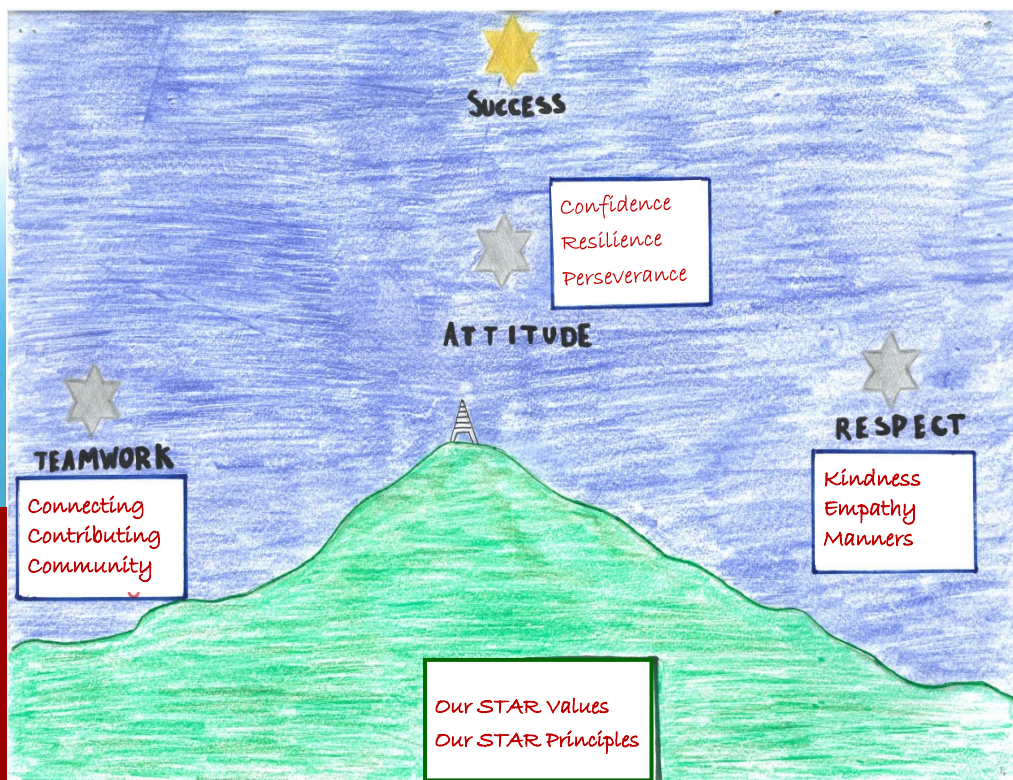 SUCCESS
Confidence
Resilience
Perseverance
ATTITUDE
RESPECT
TEAMWORK
Kindness
Empathy
Manners
Connecting
Contributing
Community
Our STAR Values
Our STAR Principles